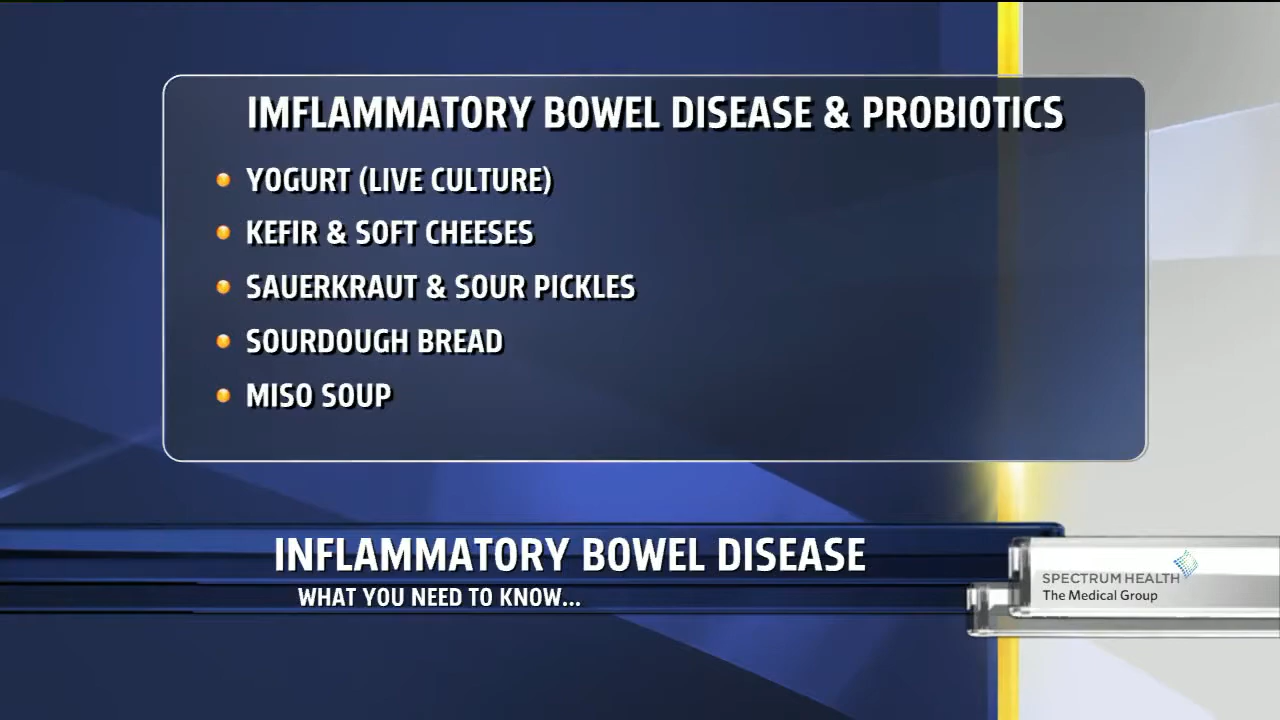 IMFLAMMATORY BOWEL DISEASE & PROBIOTICS
YOGURT (LIVE CULTURE)
KEFIR & SOFT CHEESES
SAUERKRAUT & SOUR PICKLES
SOURDOUGH BREAD
MISO SOUP
INFLAMMATORY BOWEL DISEASE
WHAT YOU NEED TO KNOW...
SPECTRUM HEALTH
The Medical Group